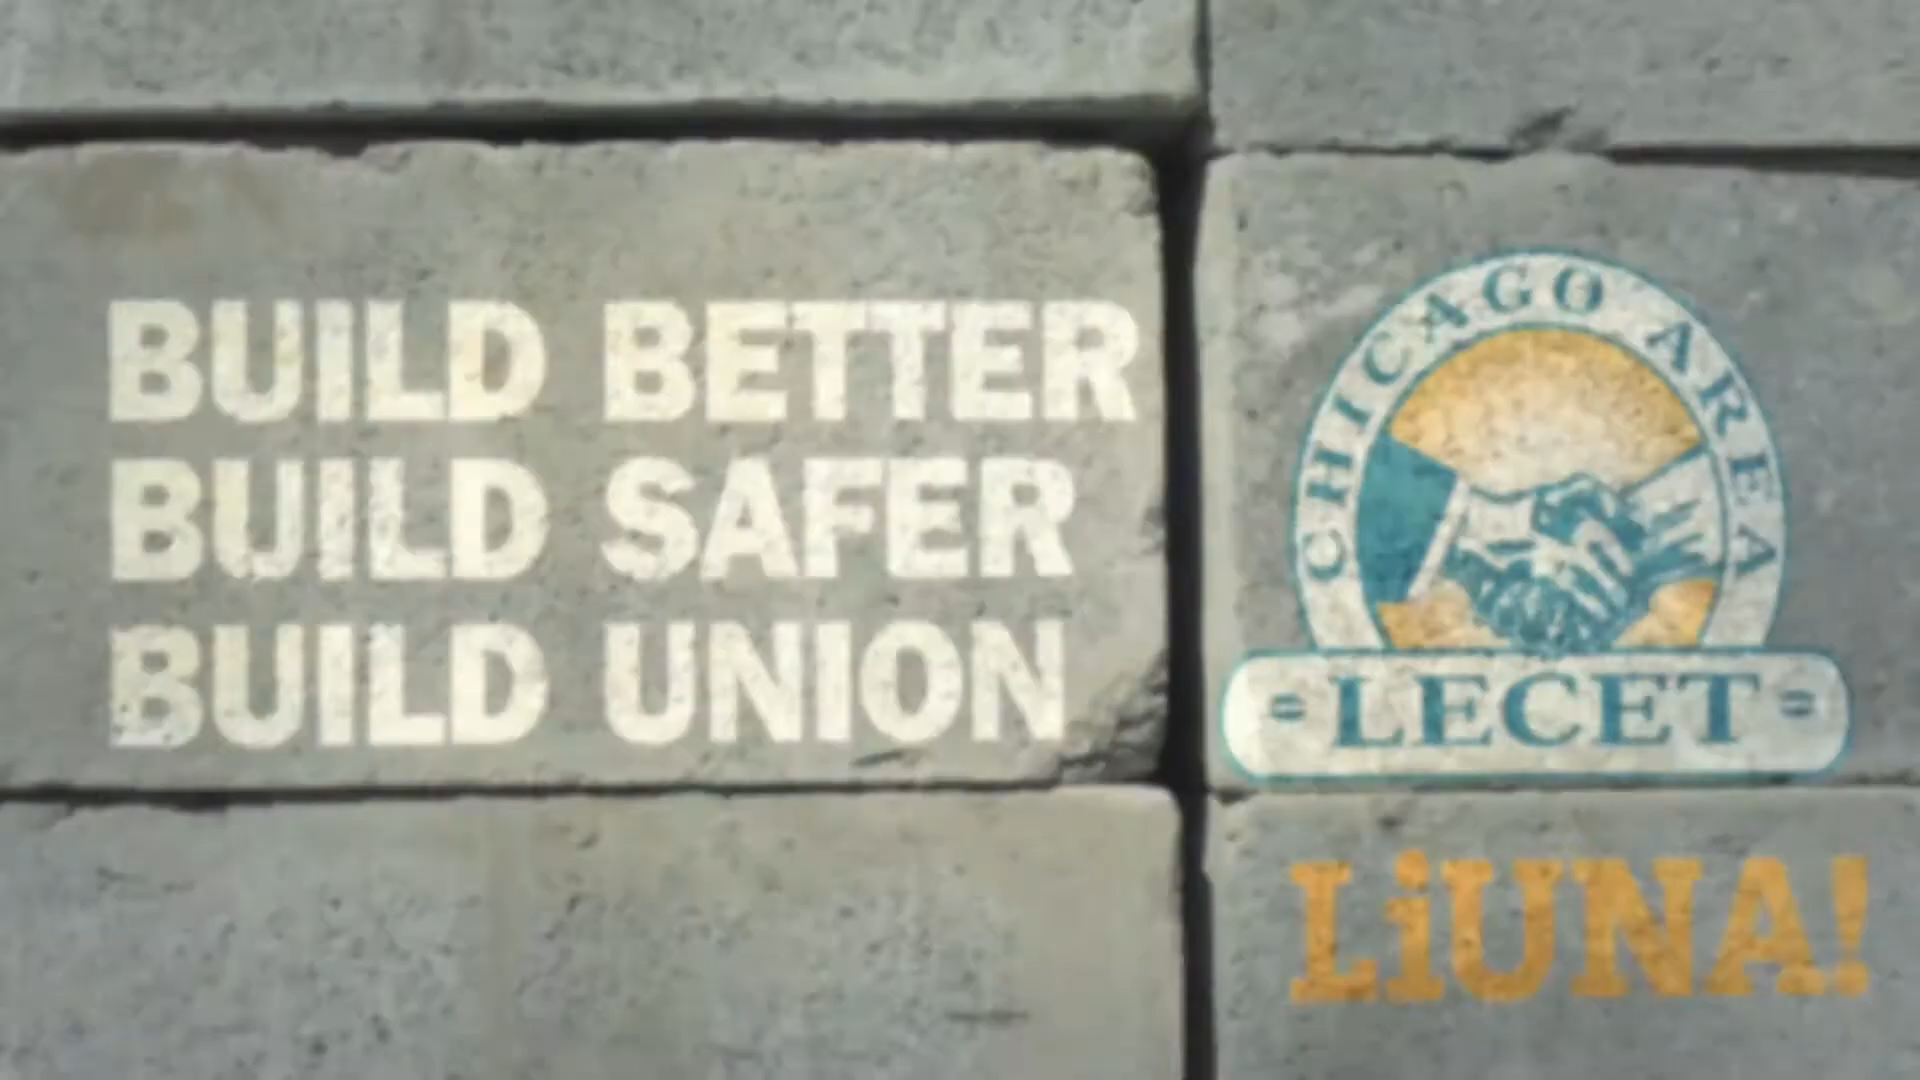 BUILD BETTER
BUILD SAFER
BUILD UNION
CHICAGO AREA
LECET
LiUNA!